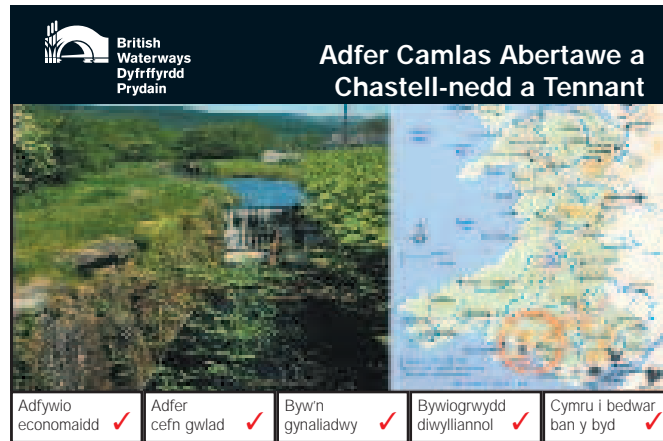 British
Waterways
Dyfrffyrdd
Prydain
Adfer Camlas Abertawe a
Chastell-nedd a Tennant
Adfywio
economaidd
Adfer
cefn gwlad
Byw'n
gynaliadwy
Bywiogrwydd
diwylliannol
Cymru i bedwar
ban y byd